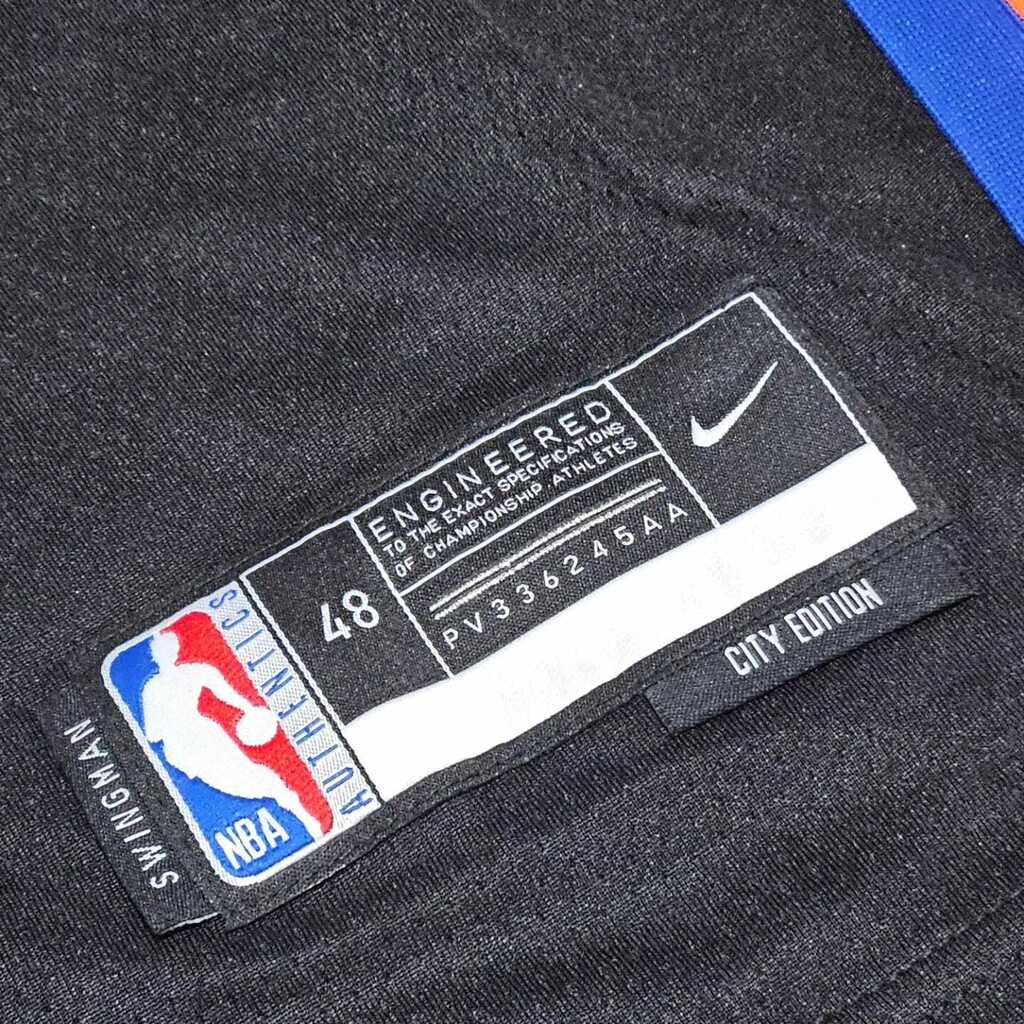 SWINGMAN
NBA
AUTHENTICS
48
ENGINEERED
TO THE EXACT SPECIFICATIONS
OF CHAMPIONSHIP ATHLETES
PV336245AA
CITY EDITION